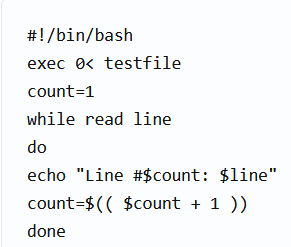 #!/bin/bash
exec 0< testfile
count=1
while read line
do
echo "Line #$count: $line"
count=$(( $count + 1 ))
done